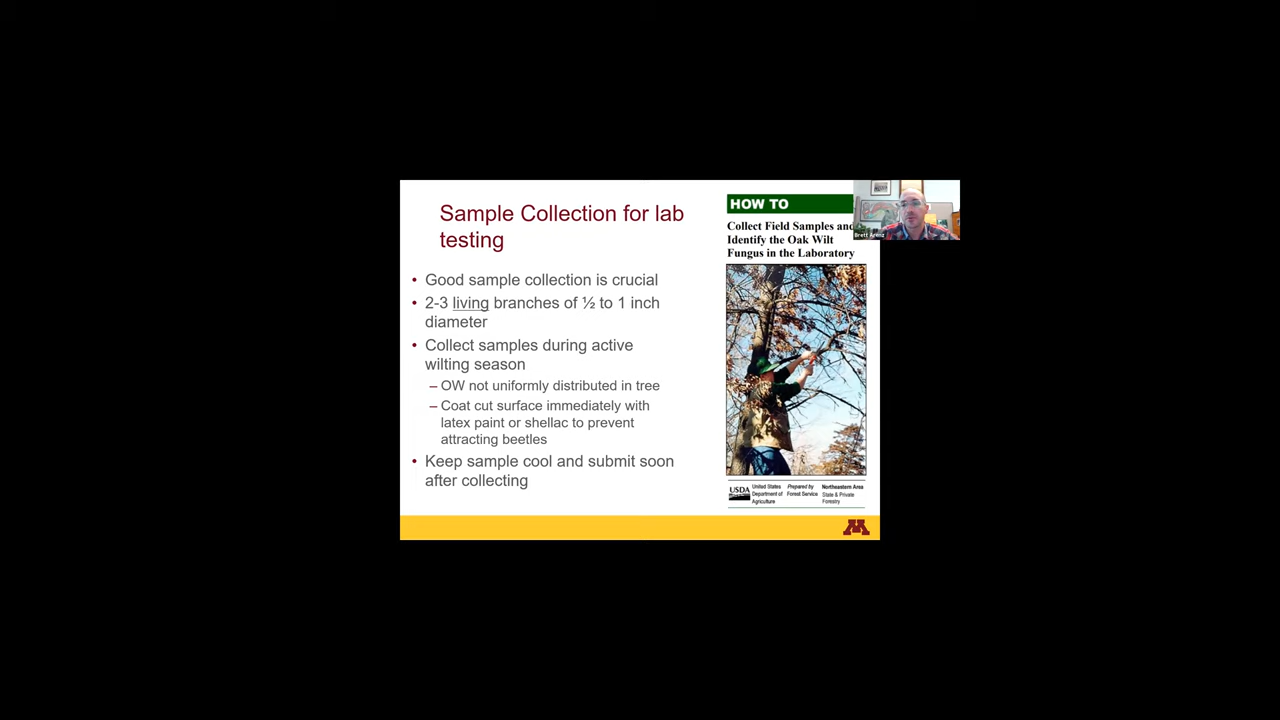 Sample Collection for lab
testing
• Good sample collection is crucial
• 2-3 living branches of ½ to 1 inch
diameter
• Collect samples during active
wilting season
– OW not uniformly distributed in tree
– Coat cut surface immediately with
latex paint or shellac to prevent
attracting beetles
• Keep sample cool and submit soon
after collecting
HOW TO
Collect Field Samples and
Identify the Oak Wilt
Fungus in the Laboratory
USDA
United States
Department of
Agriculture
Prepared by
Forest Service
Northeastern Area
State & Private
Forestry
Brett Arenz
M